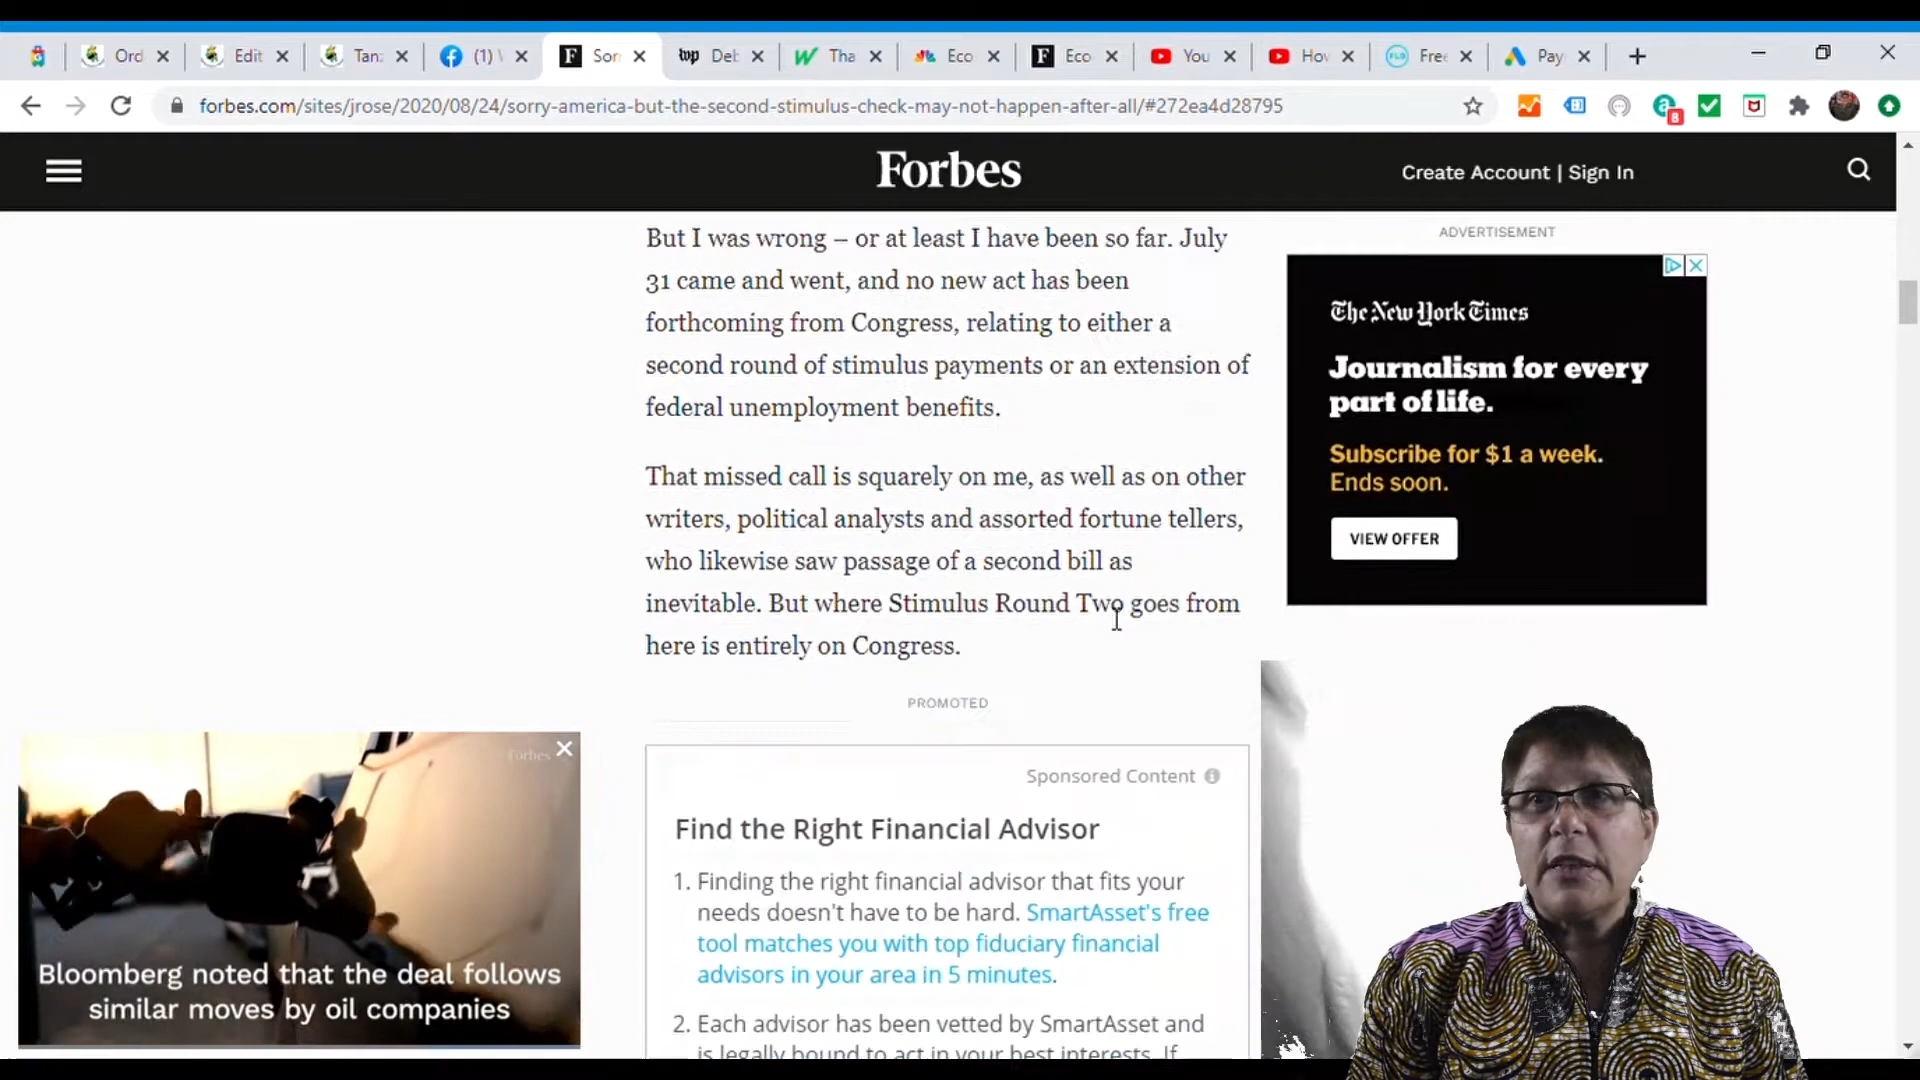 Ord
Edit
Tan:
(1) \
Sorr
wp Deb
Tha
Eco
Eco
You
How
Free
Pay
forbes.com/sites/jrose/2020/08/24/sorry-america-but-the-second-stimulus-check-may-not-happen-after-all/#272ea4d28795
8
Forbes
Create Account | Sign In
But I was wrong – or at least I have been so far. July
31 came and went, and no new act has been
forthcoming from Congress, relating to either a
second round of stimulus payments or an extension of
federal unemployment benefits.
That missed call is squarely on me, as well as on other
writers, political analysts and assorted fortune tellers,
who likewise saw passage of a second bill as
inevitable. But where Stimulus Round Two goes from
here is entirely on Congress.
PROMOTED
Sponsored Content
Find the Right Financial Advisor
1. Finding the right financial advisor that fits your
needs doesn't have to be hard. SmartAsset's free
tool matches you with top fiduciary financial
advisors in your area in 5 minutes.
2. Each advisor has been vetted by SmartAsset and
is legally bound to act in your best interests. If
ADVERTISEMENT
The New York Times
Journalism for every
part of life.
Subscribe for $1 a week.
Ends soon.
VIEW OFFER
Forbes
Bloomberg noted that the deal follows
similar moves by oil companies